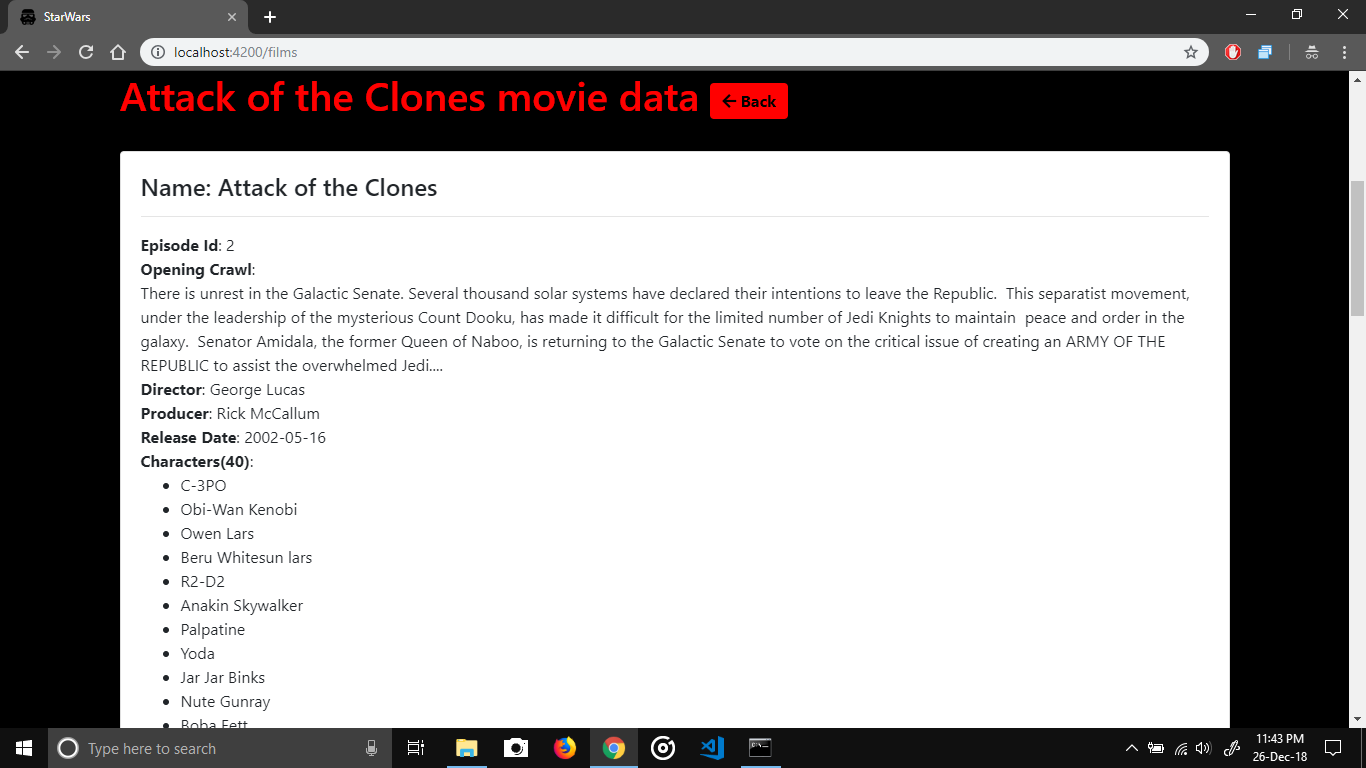 StarWars
localhost:4200/films
Attack of the Clones movie data
Back
Name: Attack of the Clones
Episode Id: 2
Opening Crawl:
There is unrest in the Galactic Senate. Several thousand solar systems have declared their intentions to leave the Republic.  This separatist movement,
under the leadership of the mysterious Count Dooku, has made it difficult for the limited number of Jedi Knights to maintain  peace and order in the
galaxy.  Senator Amidala, the former Queen of Naboo, is returning to the Galactic Senate to vote on the critical issue of creating an ARMY OF THE
REPUBLIC to assist the overwhelmed Jedi....
Director: George Lucas
Producer: Rick McCallum
Release Date: 2002-05-16
Characters(40):
C-3PO
Obi-Wan Kenobi
Owen Lars
Beru Whitesun lars
R2-D2
Anakin Skywalker
Palpatine
Yoda
Jar Jar Binks
Nute Gunray
Boba Fett
Type here to search
11:43 PM
26-Dec-18